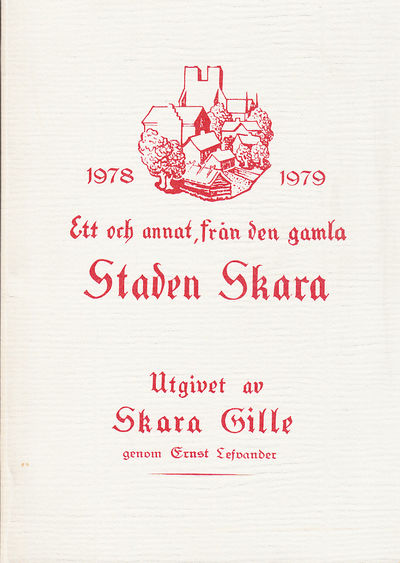 1978 1979
Ett och annat, från den gamla
Staden Skara
Utgivet av
Skara Gille
genom Ernst Lefvander